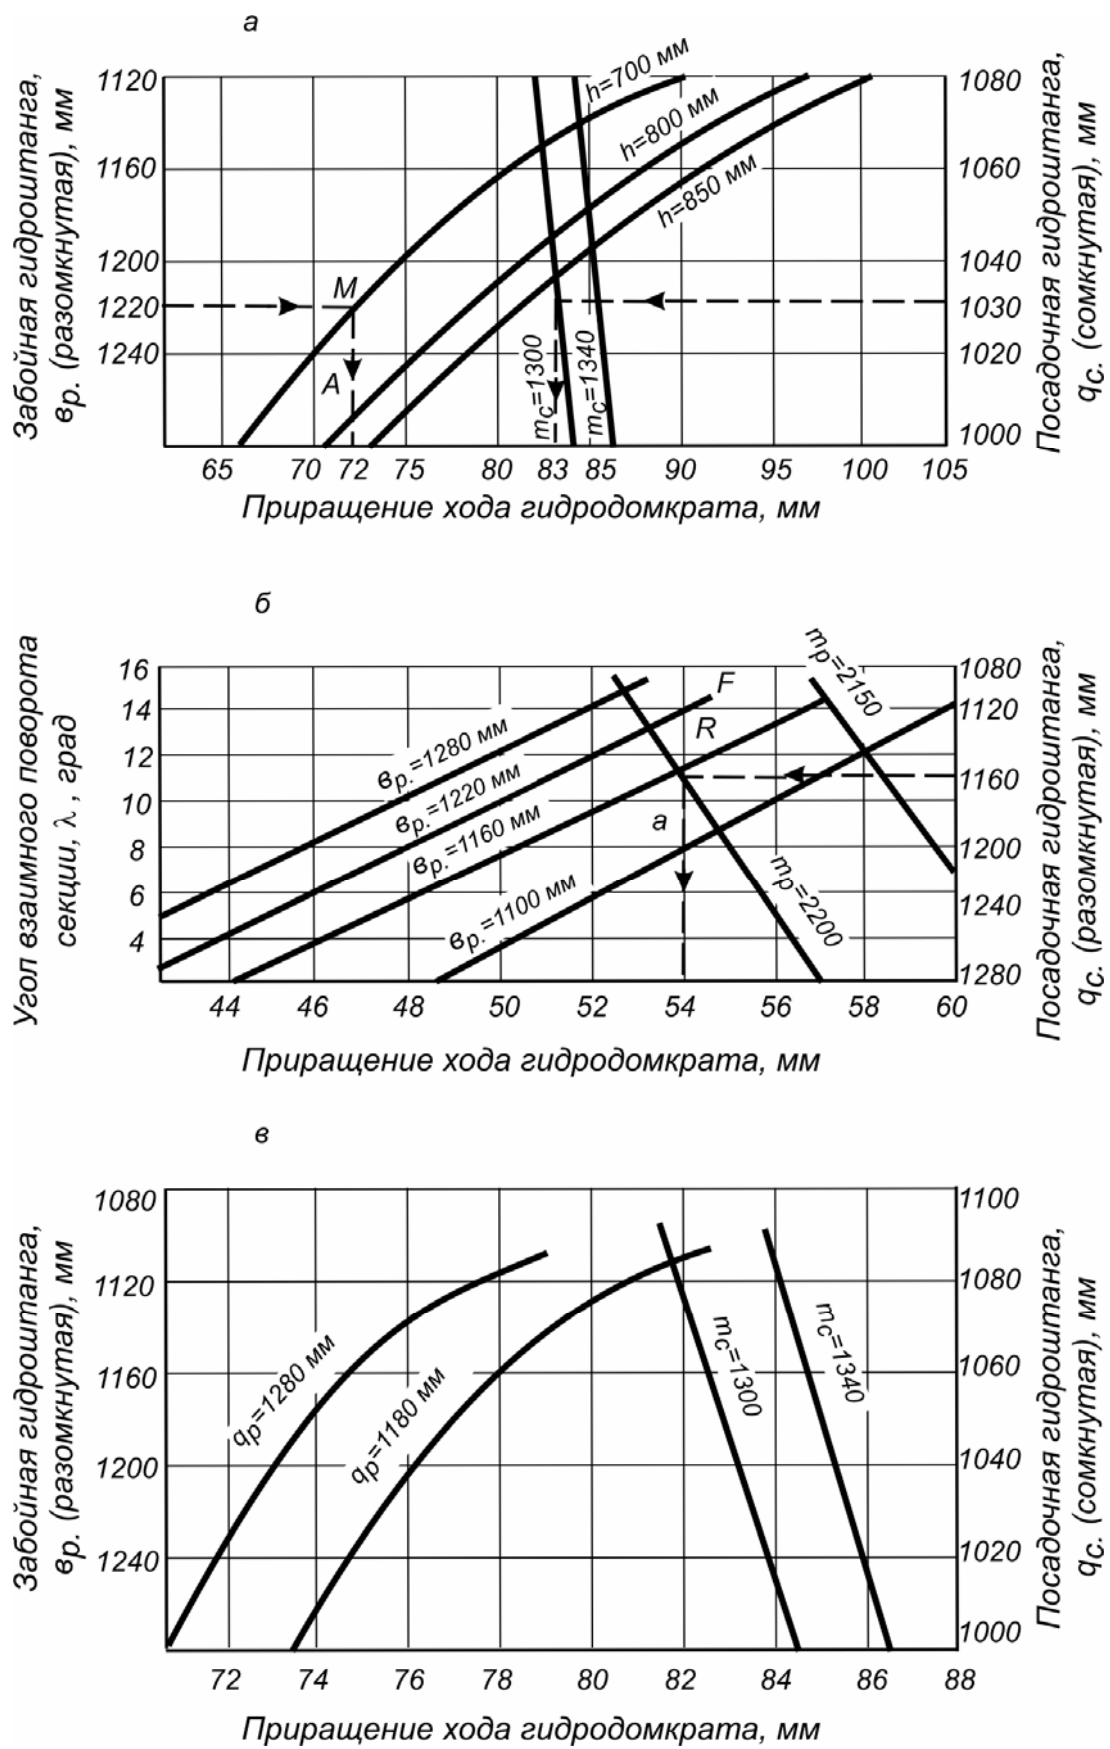 а
Забойная гидроштанга,
вр. (разомкнутая), мм
1120
1160
1200
1220
1240
h=700 мм
h=800 мм
h=850 мм
М
А
mс=1300
mс=1340
1080
1060
1040
1030
1020
1000
Посадочная гидроштанга,
qс. (сомкнутая), мм
65 70 72 75 80 83 85 90 95 100 105
Приращение хода гидродомкрата, мм
б
Угол взаимного поворота
секции, λ, град
16
14
12
10
8
6
4
вр.=1280 мм
вр.=1220 мм
вр.=1160 мм
вр.=1100 мм
F
R
а
mр=2150
mр=2200
1080
1120
1160
1200
1240
1280
Посадочная гидроштанга,
qс. (разомкнутая), мм
44 46 48 50 52 54 56 58 60
Приращение хода гидродомкрата, мм
в
Забойная гидроштанга,
вр. (разомкнутая), мм
1080
1120
1160
1200
1240
qр=1280 мм
qр=1180 мм
mс=1300
mс=1340
1100
1080
1060
1040
1020
1000
Посадочная гидроштанга,
qс. (сомкнутая), мм
72 74 76 78 80 82 84 86 88
Приращение хода гидродомкрата, мм